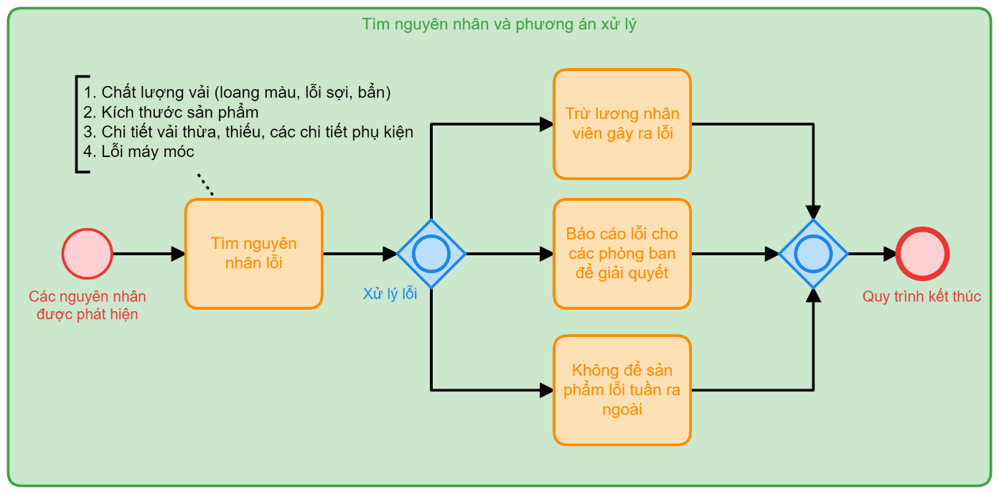 Tìm nguyên nhân và phương án xử lý
1. Chất lượng vải (loang màu, lỗi sợi, bẩn)
2. Kích thước sản phẩm
3. Chi tiết vải thừa, thiếu, các chi tiết phụ kiện
4. Lỗi máy móc
Các nguyên nhân
được phát hiện
Tìm nguyên
nhân lỗi
Xử lý lỗi
Trừ lương nhân
viên gây ra lỗi
Báo cáo lỗi cho
các phòng ban
để giải quyết
Không để sản
phẩm lỗi tuần ra
ngoài
Quy trình kết thúc